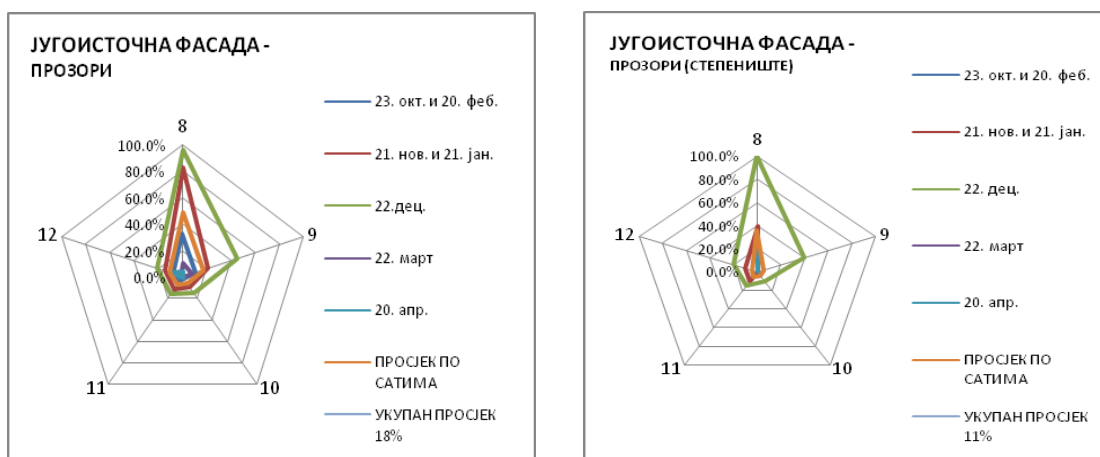 ЈУГОИСТОЧНА ФАСАДА -
ПРОЗОРИ
8
100.0%
80.0%
60.0%
40.0%
20.0%
0.0%
9
10
11
12
23. окт. и 20. феб.
21. нов. и 21. јан.
22.дец.
22. март
20. апр.
ПРОСЈЕК ПО
САТИМА
УКУПАН ПРОСЈЕК
18%
ЈУГОИСТОЧНА ФАСАДА -
ПРОЗОРИ (СТЕПЕНИШТЕ)
8
100.0%
80.0%
60.0%
40.0%
20.0%
0.0%
9
10
11
12
23. окт. и 20. феб.
21. нов. и 21. јан.
22. дец.
22. март
20. апр.
ПРОСЈЕК ПО
САТИМА
УКУПАН ПРОСЈЕК
11%